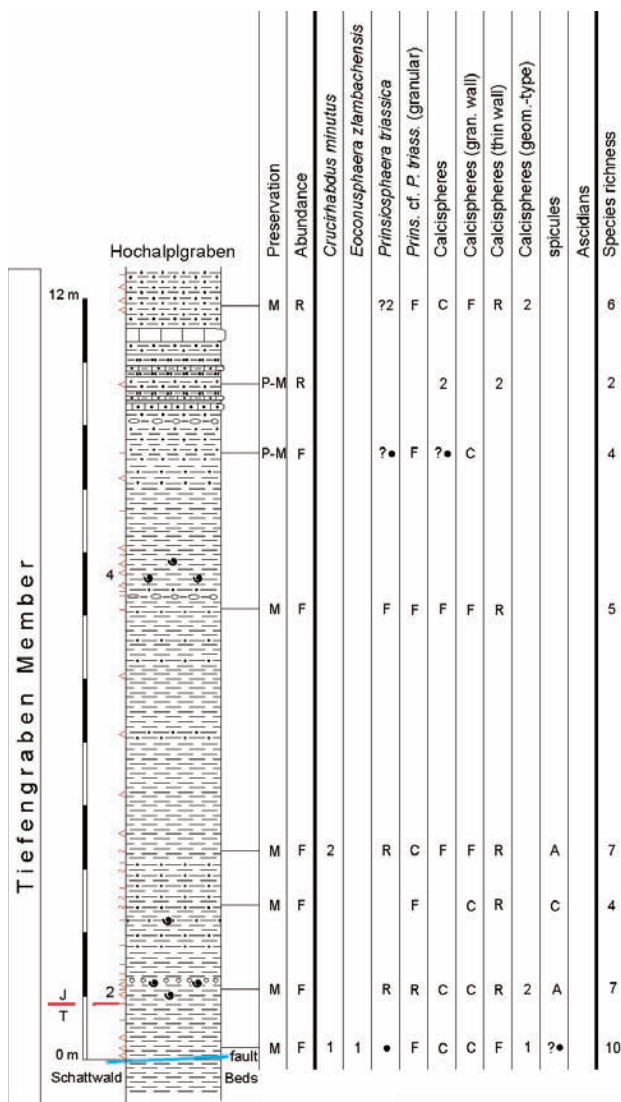 Preservation
Abundance
Crucirhabdus minutus
Eoconusphaera zlambachensis
Prinsiosphaera triassica
Prins. cf. P. triass. (granular)
Calcispheres
Calcispheres (gran. wall)
Calcispheres (thin wall)
Calcispheres (geom.-type)
spicules
Ascidians
Species richness
Hochalplgraben
Tiefengraben Member
12 m
M R ?2 F C F R 2 6
P-M R 2 2 2
P-M F ?● F ?● C 4
4
M F F F F F R 5
M F 2 R C F F R A 7
M F F C R C 4
2
M F R R C C R 2 A 7
J
T
M F 1 1 ● F C C F 1 ?● 10
0 m
fault
Schattwald Beds